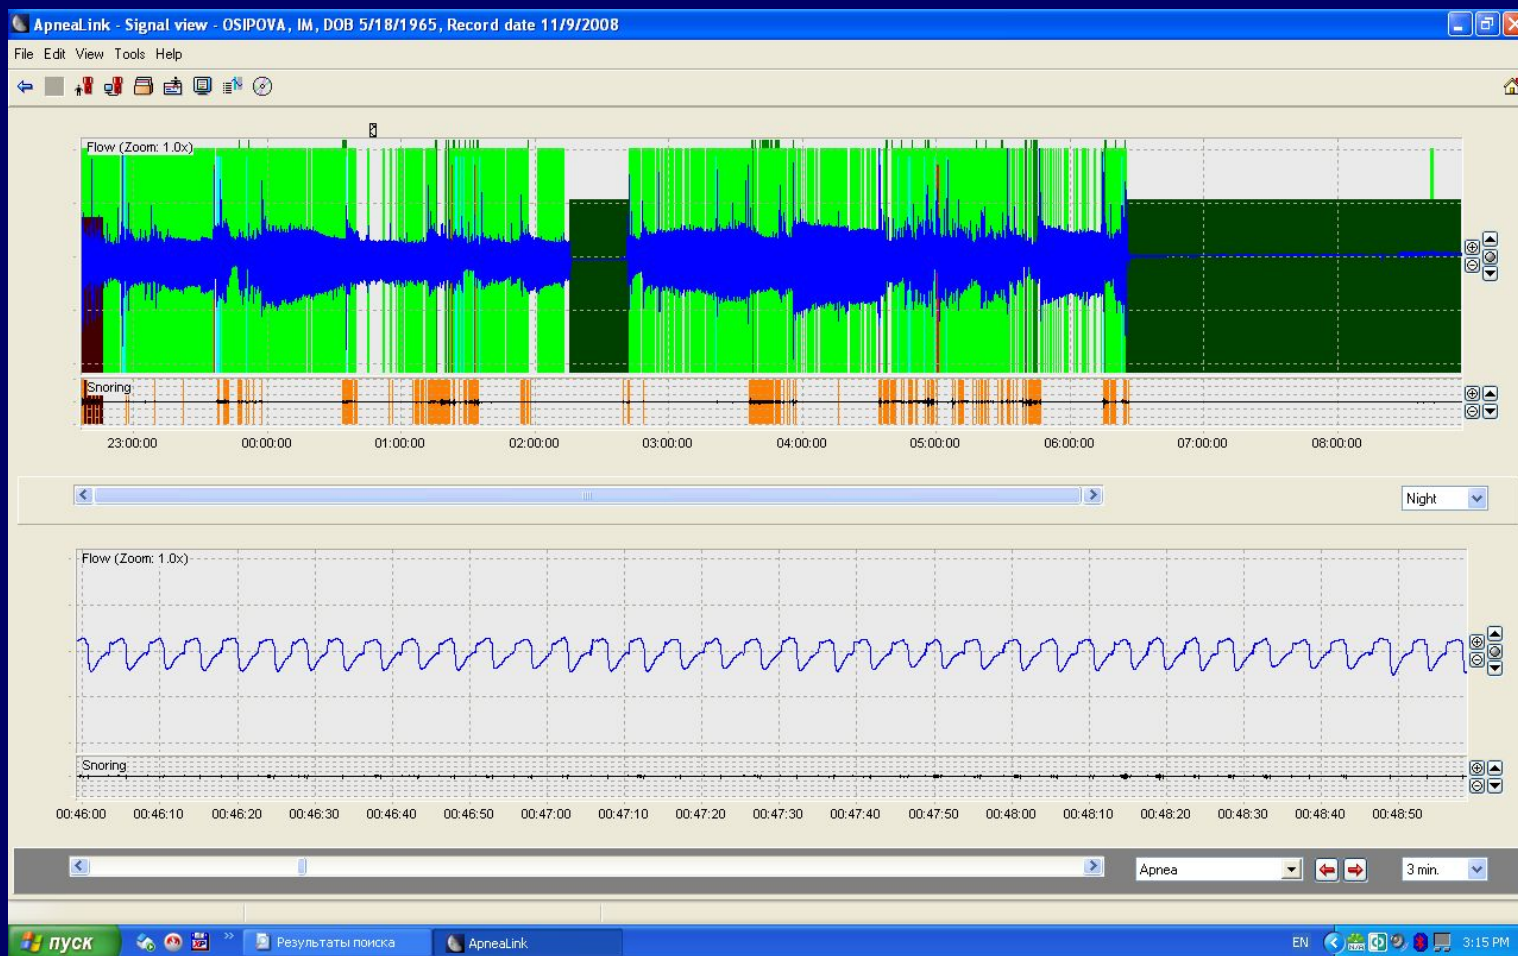 ApneaLink - Signal view - OSIPOVA, IM, DOB 5/18/1965, Record date 11/9/2008
File Edit View Tools Help
Flow (Zoom: 1.0x)
Snoring
23:00:00 00:00:00 01:00:00 02:00:00 03:00:00 04:00:00 05:00:00 06:00:00 07:00:00 08:00:00
Night
Flow (Zoom: 1.0x)
Snoring
00:46:00 00:46:10 00:46:20 00:46:30 00:46:40 00:46:50 00:47:00 00:47:10 00:47:20 00:47:30 00:47:40 00:47:50 00:48:00 00:48:10 00:48:20 00:48:30 00:48:40 00:48:50
Apnea 3 min.
пуск XP » Результаты поиска ApneaLink EN N/A 3:15 PM